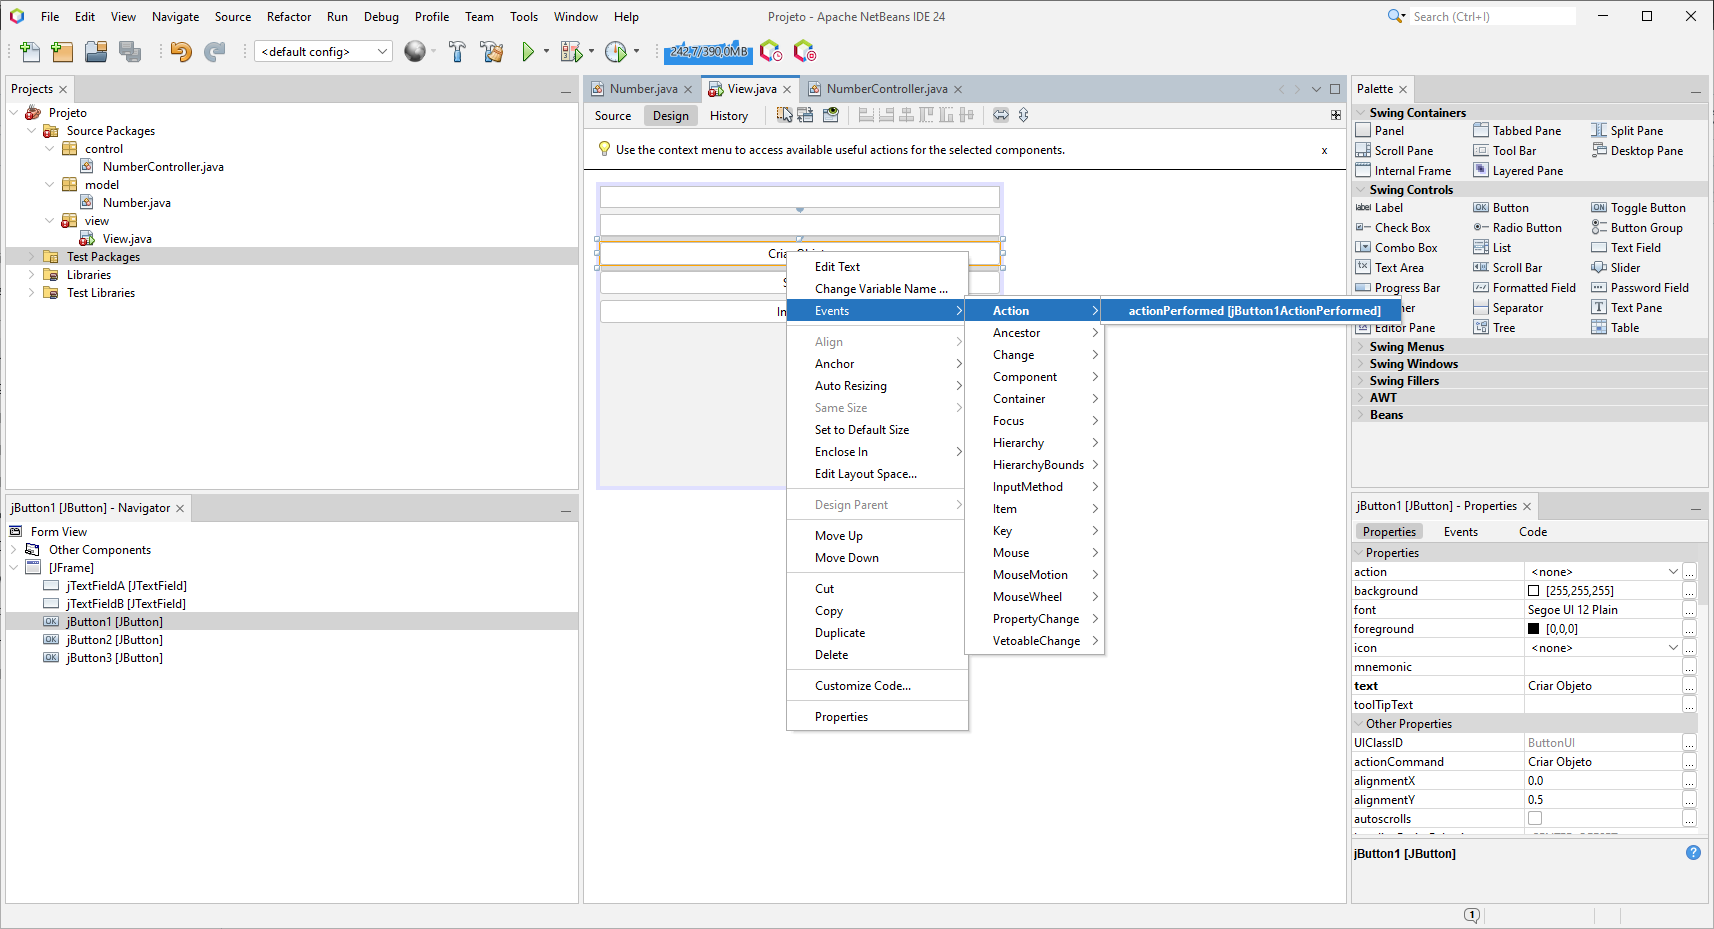 File Edit View Navigate Source Refactor Run Debug Profile Team Tools Window Help
Projeto - Apache NetBeans IDE 24
Search (Ctrl+I)
<default config>
242,7/390,0MB
Projects
Projeto
Source Packages
control
NumberController.java
model
Number.java
view
View.java
Test Packages
Libraries
Test Libraries
jButton1 [JButton] - Navigator
Form View
Other Components
[JFrame]
jTextFieldA [JTextField]
jTextFieldB [JTextField]
jButton1 [JButton]
jButton2 [JButton]
jButton3 [JButton]
Number.java View.java NumberController.java
Source Design History
Use the context menu to access available useful actions for the selected components.
x
Edit Text
Change Variable Name ...
Events
Align
Anchor
Auto Resizing
Same Size
Set to Default Size
Enclose In
Edit Layout Space...
Design Parent
Move Up
Move Down
Cut
Copy
Duplicate
Delete
Customize Code...
Properties
Action
Ancestor
Change
Component
Container
Focus
Hierarchy
HierarchyBounds
InputMethod
Item
Key
Mouse
MouseMotion
MouseWheel
PropertyChange
VetoableChange
actionPerformed [jButton1ActionPerformed]
Palette
Swing Containers
Panel Tabbed Pane Split Pane
Scroll Pane Tool Bar Desktop Pane
Internal Frame Layered Pane
Swing Controls
label Label OK Button ON Toggle Button
Check Box Radio Button Button Group
Combo Box List Text Field
Text Area Scroll Bar Slider
Progress Bar Formatted Field Password Field
Separator Text Pane
Editor Pane Tree Table
Swing Menus
Swing Windows
Swing Fillers
AWT
Beans
jButton1 [JButton] - Properties
Properties Events Code
Properties
action <none> ...
background [255,255,255] ...
font Segoe UI 12 Plain ...
foreground [0,0,0] ...
icon <none> ...
mnemonic ...
text Criar Objeto ...
toolTipText ...
Other Properties
UIClassID ButtonUI ...
actionCommand Criar Objeto ...
alignmentX 0.0 ...
alignmentY 0.5 ...
autoscrolls ...
jButton1 [JButton]
?
1